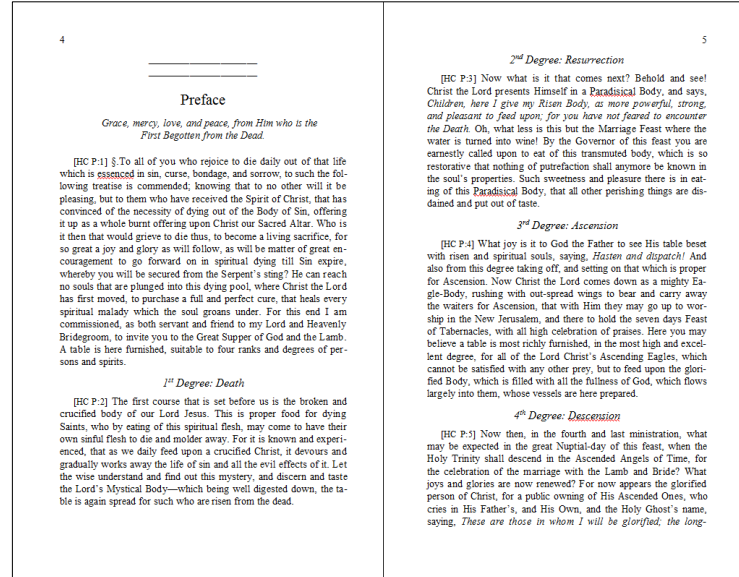 4
Preface
Grace, mercy, love, and peace, from Him who is the
First Begotten from the Dead.
[HC P:1] §.To all of you who rejoice to die daily out of that life
which is essenced in sin, curse, bondage, and sorrow, to such the fol-
lowing treatise is commended; knowing that to no other will it be
pleasing, but to them who have received the Spirit of Christ, that has
convinced of the necessity of dying out of the Body of Sin, offering
it up as a whole burnt offering upon Christ our Sacred Altar. Who is
it then that would grieve to die thus, to become a living sacrifice, for
so great a joy and glory as will follow, as will be matter of great en-
couragement to go forward on in spiritual dying till Sin expire,
whereby you will be secured from the Serpent's sting? He can reach
no souls that are plunged into this dying pool, where Christ the Lord
has first moved, to purchase a full and perfect cure, that heals every
spiritual malady which the soul groans under. For this end I am
commissioned, as both servant and friend to my Lord and Heavenly
Bridegroom, to invite you to the Great Supper of God and the Lamb.
A table is here furnished, suitable to four ranks and degrees of per-
sons and spirits.
1st Degree: Death
[HC P:2] The first course that is set before us is the broken and
crucified body of our Lord Jesus. This is proper food for dying
Saints, who by eating of this spiritual flesh, may come to have their
own sinful flesh to die and molder away. For it is known and experi-
enced, that as we daily feed upon a crucified Christ, it devours and
gradually works away the life of sin and all the evil effects of it. Let
the wise understand and find out this mystery, and discern and taste
the Lord's Mystical Body—which being well digested down, the ta-
ble is again spread for such who are risen from the dead.
5
2nd Degree: Resurrection
[HC P:3] Now what is it that comes next? Behold and see!
Christ the Lord presents Himself in a Paradisical Body, and says,
Children, here I give my Risen Body, as more powerful, strong,
and pleasant to feed upon; for you have not feared to encounter
the Death. Oh, what less is this but the Marriage Feast where the
water is turned into wine! By the Governor of this feast you are
earnestly called upon to eat of this transmuted body, which is so
restorative that nothing of putrefaction shall anymore be known in
the soul's properties. Such sweetness and pleasure there is in eat-
ing of this Paradisical Body, that all other perishing things are dis-
dained and put out of taste.
3rd Degree: Ascension
[HC P:4] What joy is it to God the Father to see His table beset
with risen and spiritual souls, saying, Hasten and dispatch! And
also from this degree taking off, and setting on that which is proper
for Ascension. Now Christ the Lord comes down as a mighty Ea-
gle-Body, rushing with out-spread wings to bear and carry away
the waiters for Ascension, that with Him they may go up to wor-
ship in the New Jerusalem, and there to hold the seven days Feast
of Tabernacles, with all high celebration of praises. Here you may
believe a table is most richly furnished, in the most high and excel-
lent degree, for all of the Lord Christ's Ascending Eagles, which
cannot be satisfied with any other prey, but to feed upon the glori-
fied Body, which is filled with all the fullness of God, which flows
largely into them, whose vessels are here prepared.
4th Degree: Descension
[HC P:5] Now then, in the fourth and last ministration, what
may be expected in the great Nuptial-day of this feast, when the
Holy Trinity shall descend in the Ascended Angels of Time, for
the celebration of the marriage with the Lamb and Bride? What
joys and glories are now renewed? For now appears the glorified
person of Christ, for a public owning of His Ascended Ones, who
cries in His Father's, and His Own, and the Holy Ghost's name,
saying, These are those in whom I will be glorified; the long-